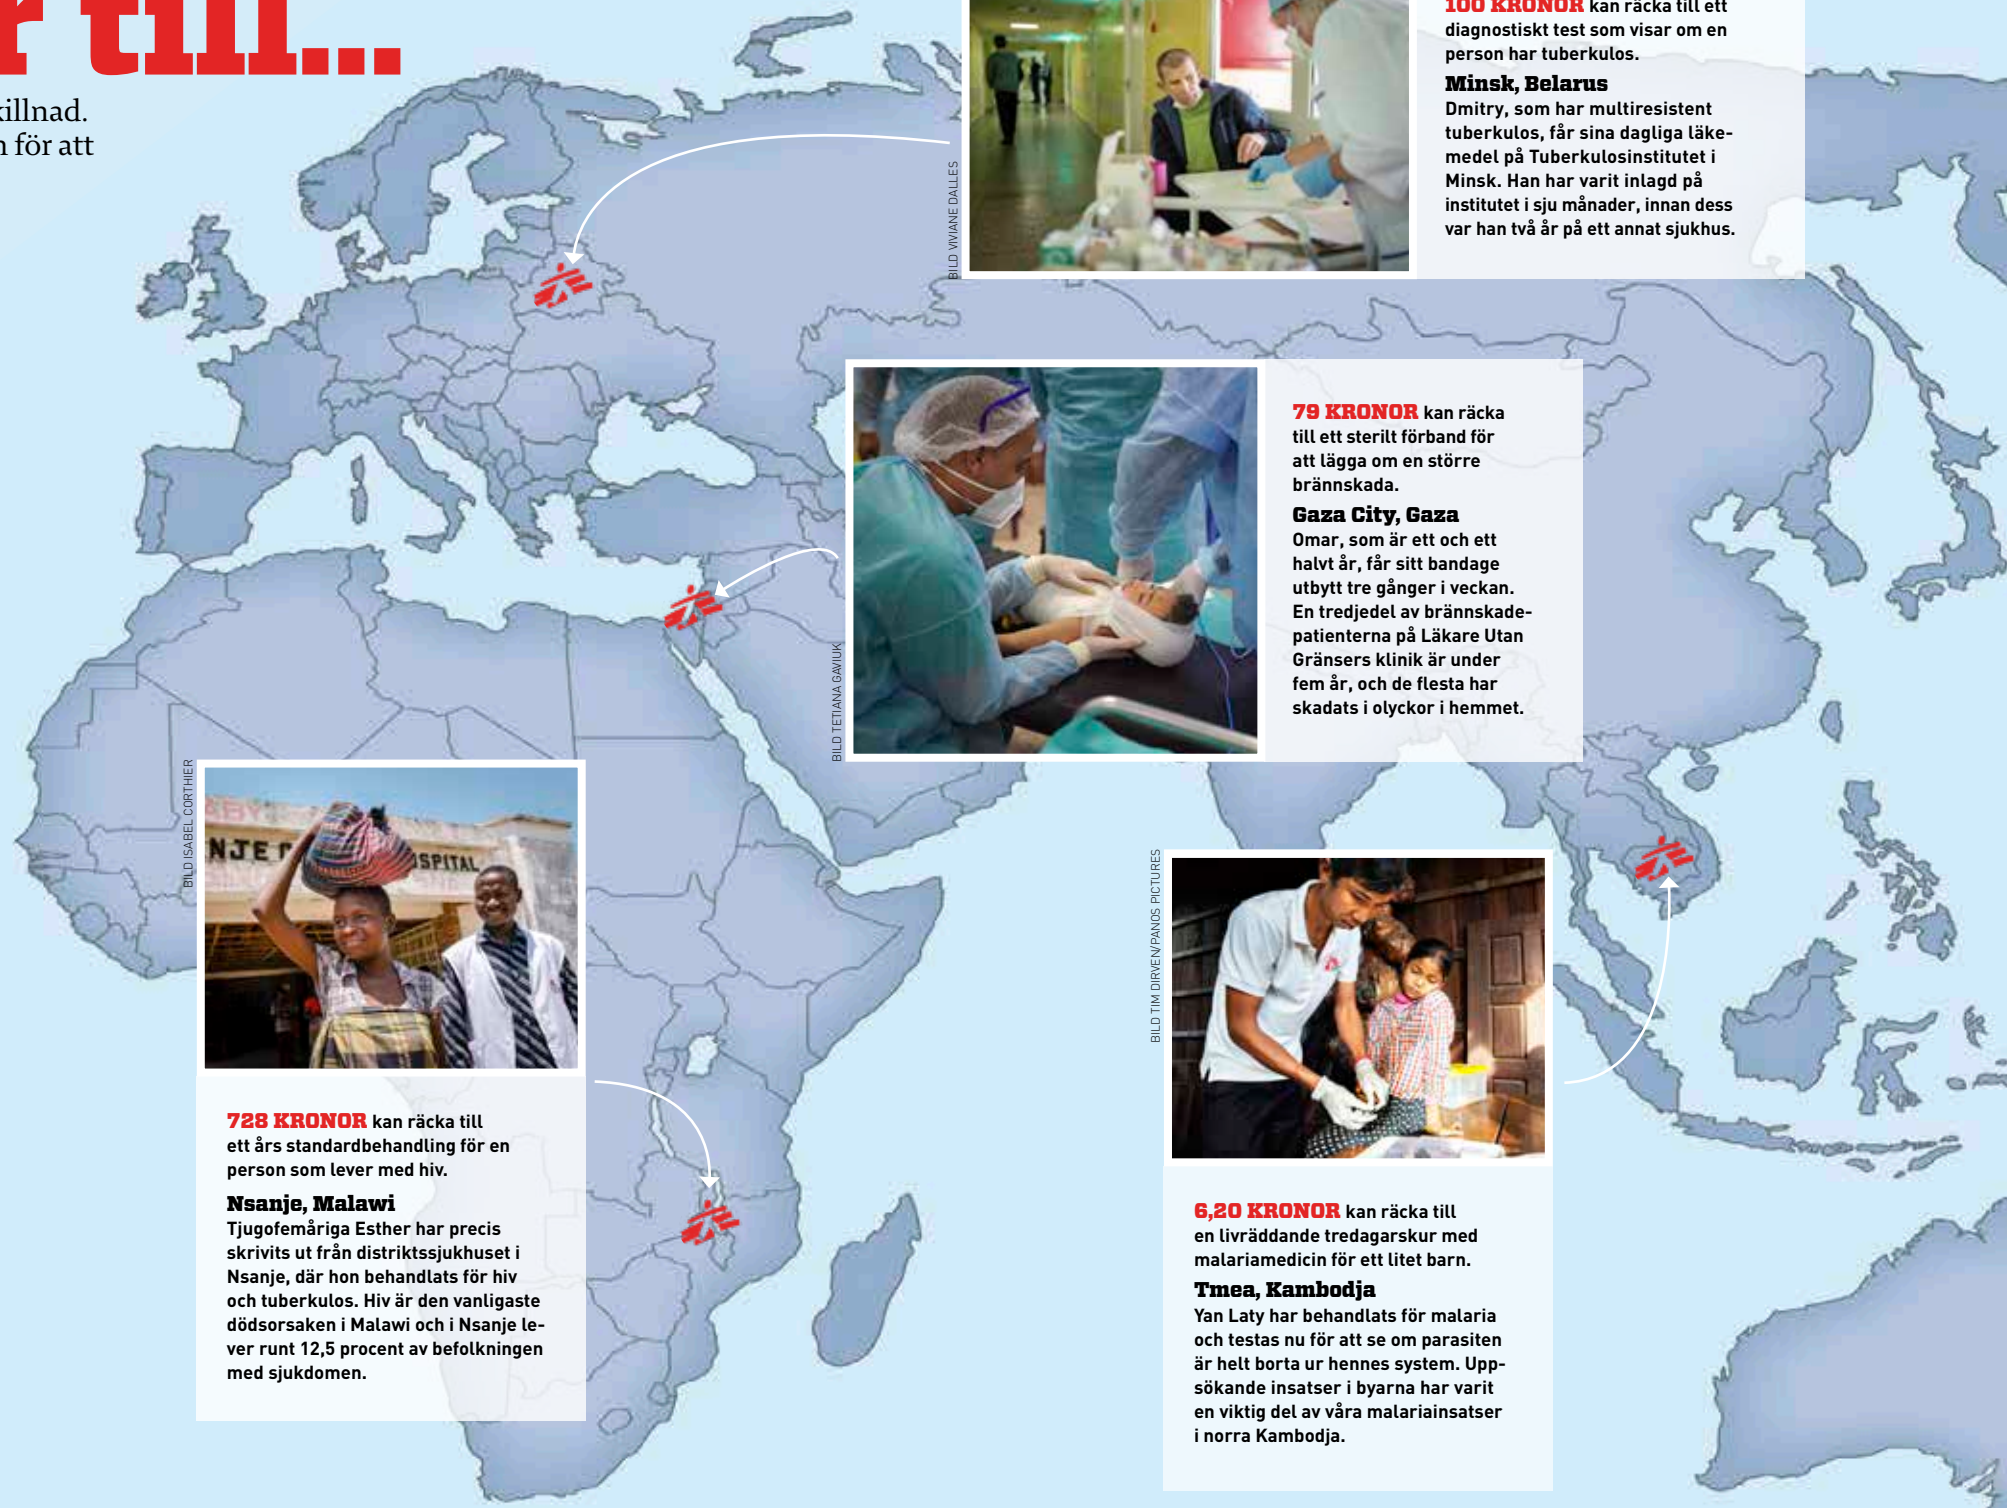 r till...
killnad.
n för att
100 KRONOR kan räcka till ett
diagnostiskt test som visar om en
person har tuberkulos.
Minsk, Belarus
Dmitry, som har multiresistent
tuberkulos, får sina dagliga läke-
medel på Tuberkulosinstitutet i
Minsk. Han har varit inlagd på
institutet i sju månader, innan dess
var han två år på ett annat sjukhus.
BILD VIVIANE DALLES
79 KRONOR kan räcka
till ett sterilt förband för
att lägga om en större
brännskada.
Gaza City, Gaza
Omar, som är ett och ett
halvt år, får sitt bandage
utbytt tre gånger i veckan.
En tredjedel av brännskade-
patienterna på Läkare Utan
Gränsers klinik är under
fem år, och de flesta har
skadats i olyckor i hemmet.
BILD TETIANA GAVIUK
BILD ISABEL CORTHIER
NJE
SPITAL
728 KRONOR kan räcka till
ett års standardbehandling för en
person som lever med hiv.
Nsanje, Malawi
Tjugofemåriga Esther har precis
skrivits ut från distriktssjukhuset i
Nsanje, där hon behandlats för hiv
och tuberkulos. Hiv är den vanligaste
dödsorsaken i Malawi och i Nsanje le-
ver runt 12,5 procent av befolkningen
med sjukdomen.
BILD TIM DIRVEN/PANOS PICTURES
6,20 KRONOR kan räcka till
en livräddande tredagarskur med
malariamedicin för ett litet barn.
Tmea, Kambodja
Yan Laty har behandlats för malaria
och testas nu för att se om parasiten
är helt borta ur hennes system. Upp-
sökande insatser i byarna har varit
en viktig del av våra malariainsatser
i norra Kambodja.